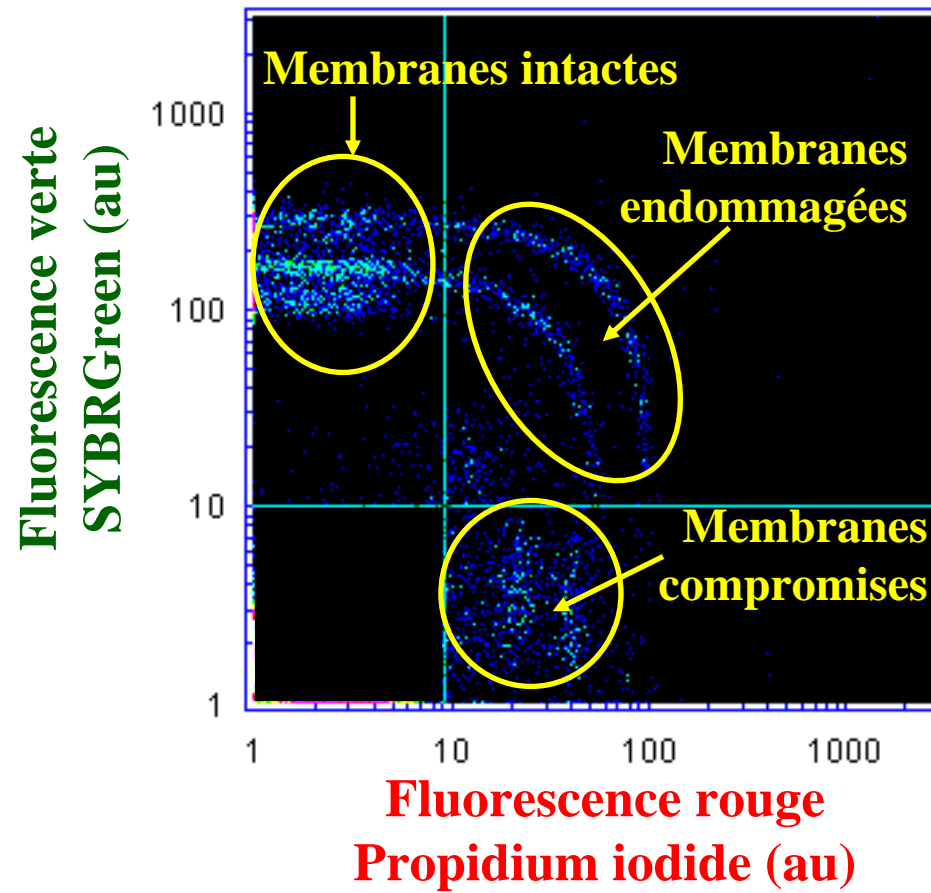 Membranes intactes
Membranes
endommagées
Membranes
compromises
Fluorescence verte
SYBRGreen (au)
1000
100
10
1
1
10
100
1000
Fluorescence rouge
Propidium iodide (au)